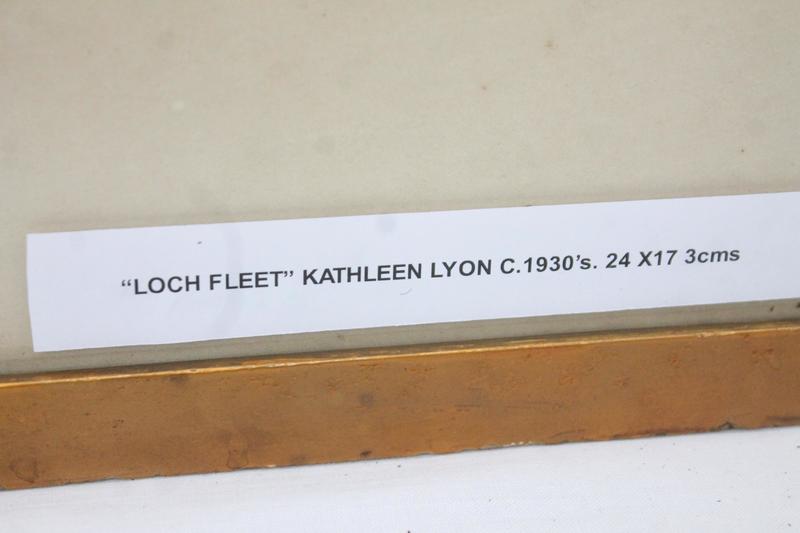 “LOCH FLEET” KATHLEEN LYON C.1930’s. 24 X17 3cms